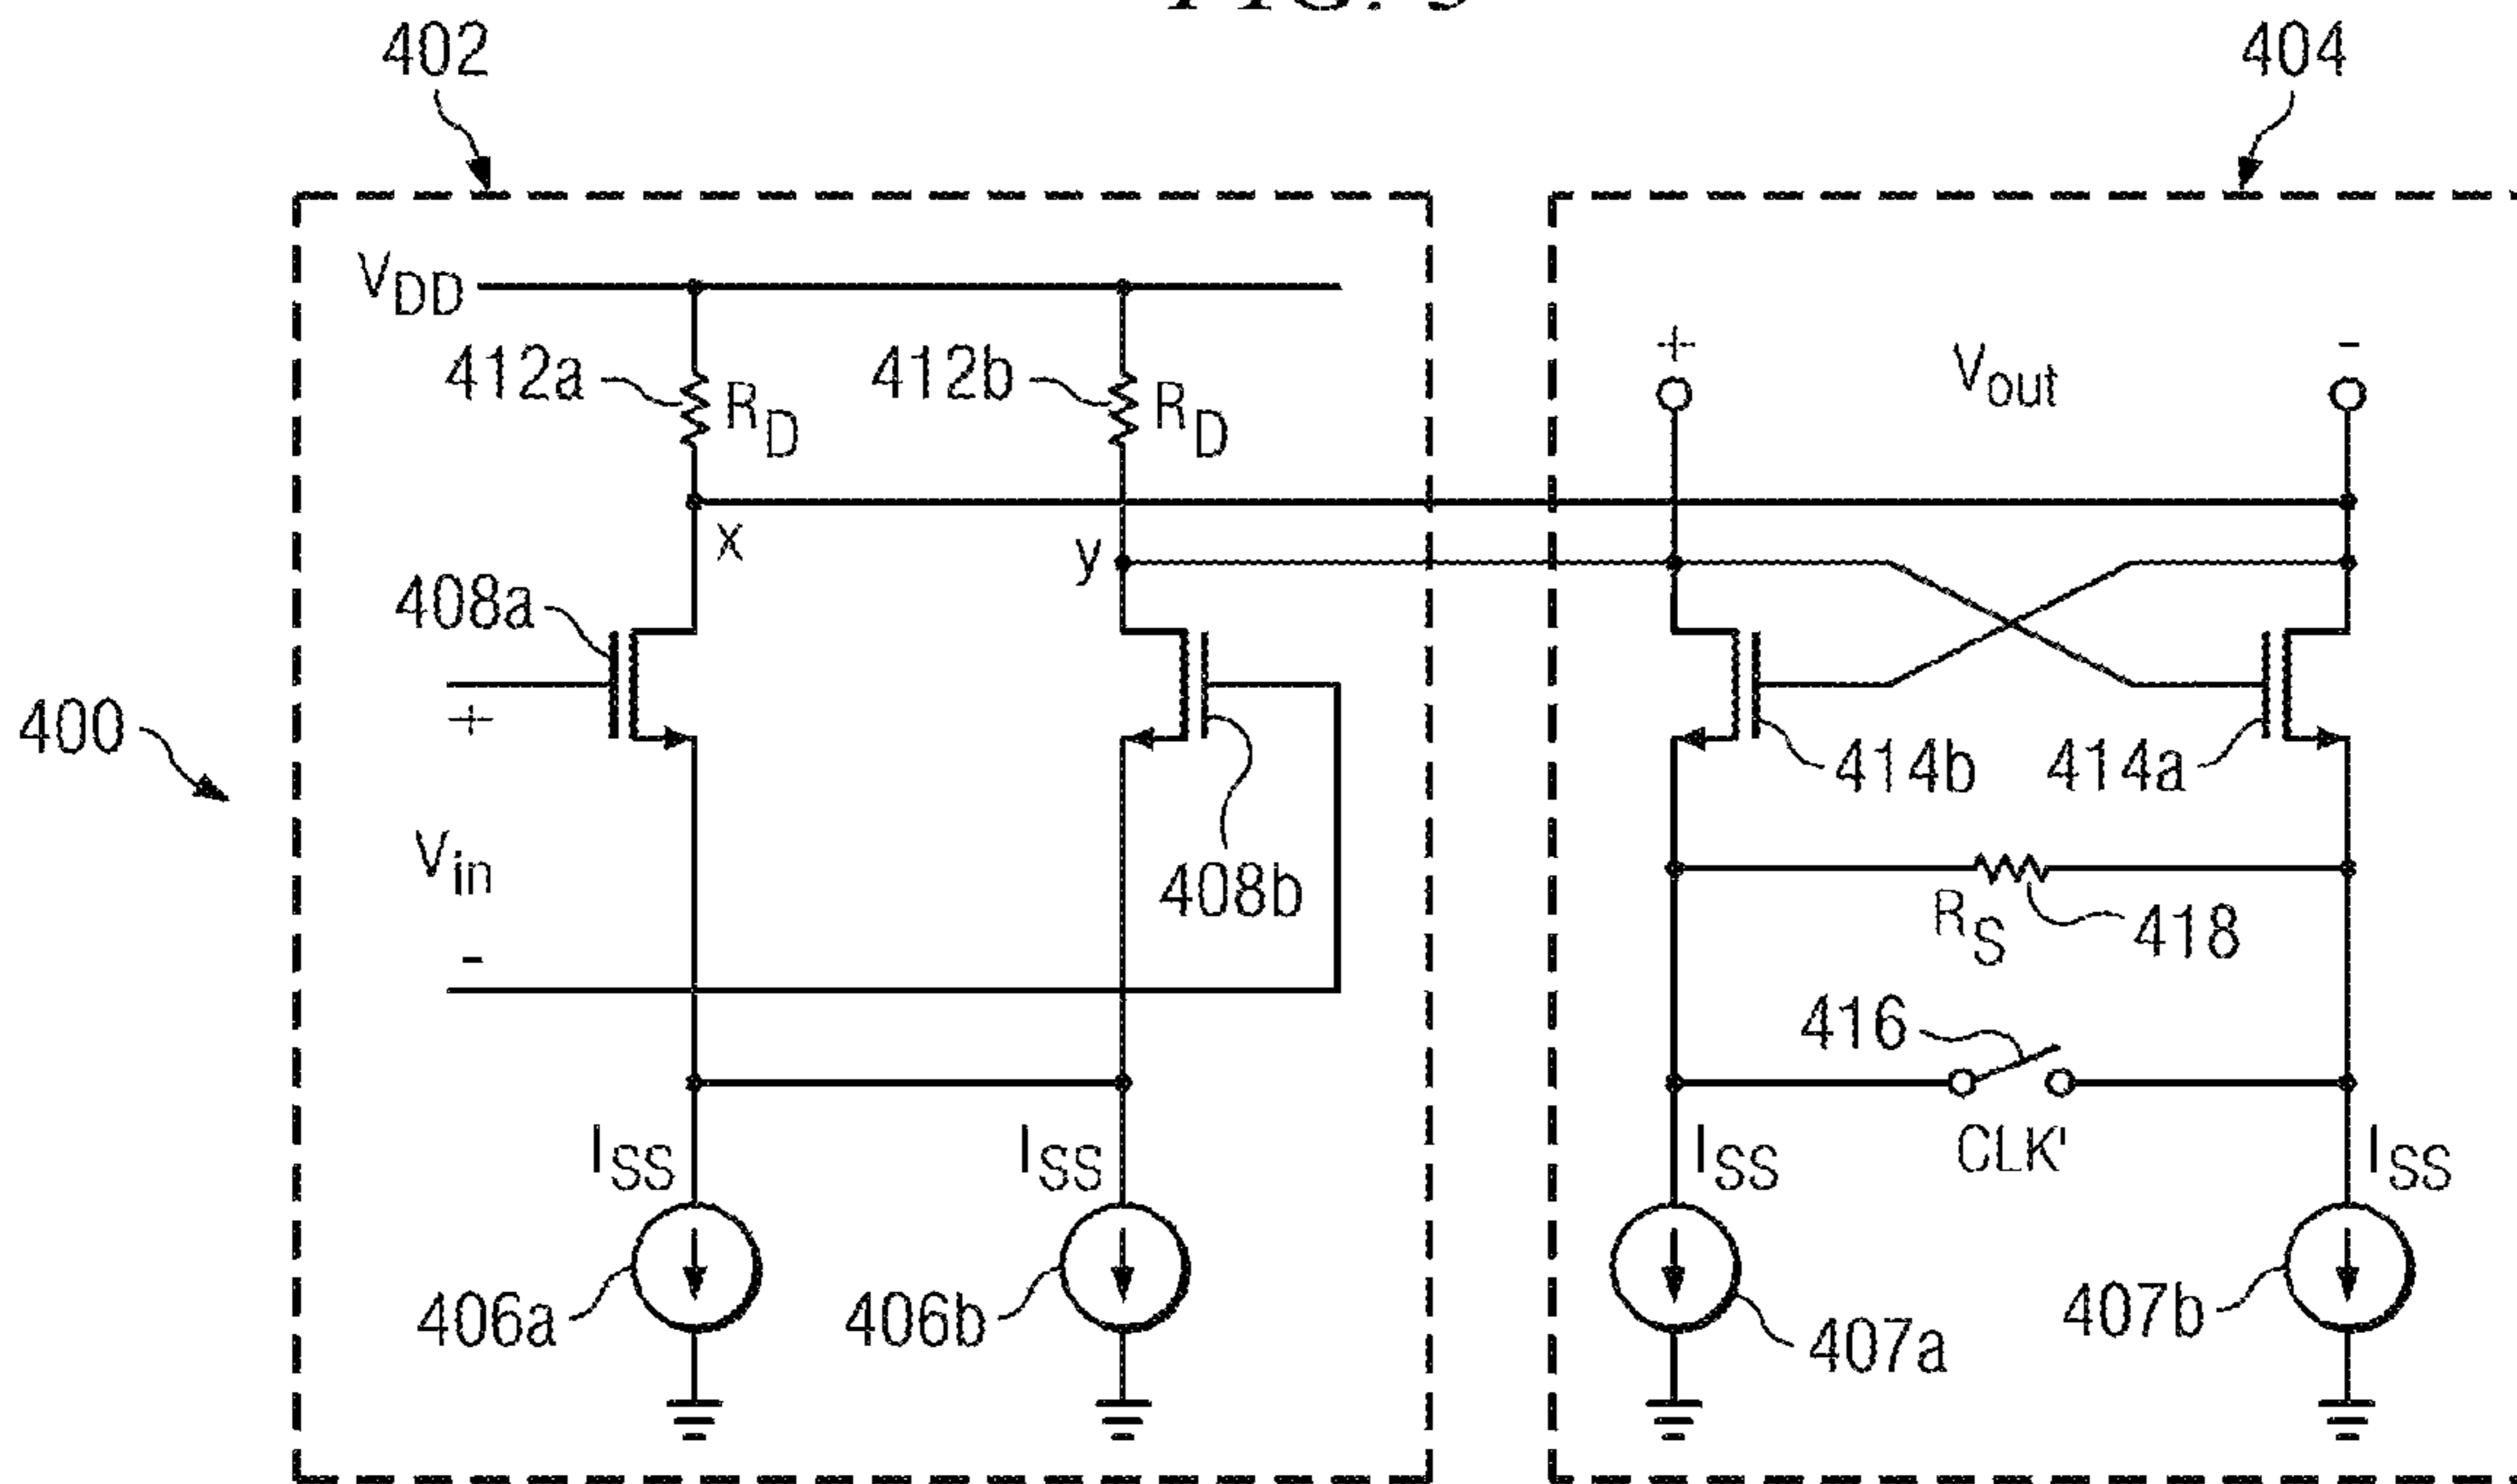 402
404
VDD
412a
RD
412b
RD
+
Vout
-
x
y
408a
400
+
414b
414a
Vin
408b
RS
418
-
416
ISS
ISS
ISS
CLK'
ISS
406a
406b
407a
407b